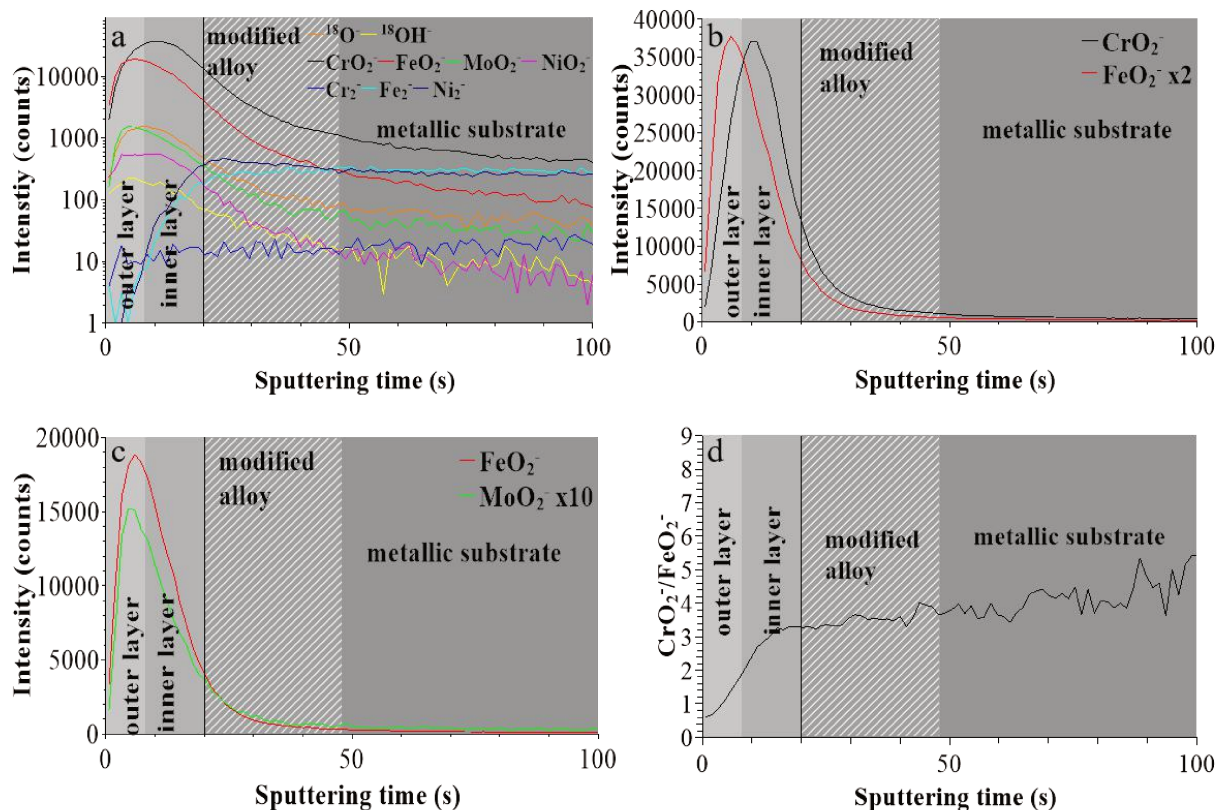 a
¹⁸O⁻ ¹⁸OH⁻
CrO₂⁻ FeO₂⁻ MoO₂⁻ NiO₂⁻
Cr₂⁻ Fe₂⁻ Ni₂⁻
modified
alloy
metallic substrate
outer layer
inner layer
Intenstiy (counts)
10000
1000
100
10
1
0 50 100
Sputtering time (s)
b
CrO₂⁻
FeO₂⁻ x2
modified
alloy
metallic substrate
outer layer
inner layer
Intensity (counts)
40000
35000
30000
25000
20000
15000
10000
5000
0
0 50 100
Sputtering time (s)
c
FeO₂⁻
MoO₂⁻ x10
modified
alloy
metallic substrate
outer layer
inner layer
Intensity (counts)
20000
15000
10000
5000
0
0 50 100
Sputtering time (s)
d
modified
alloy
metallic substrate
outer layer
inner layer
CrO₂⁻/FeO₂⁻
9
8
7
6
5
4
3
2
1
0
0 50 100
Sputtering time (s)